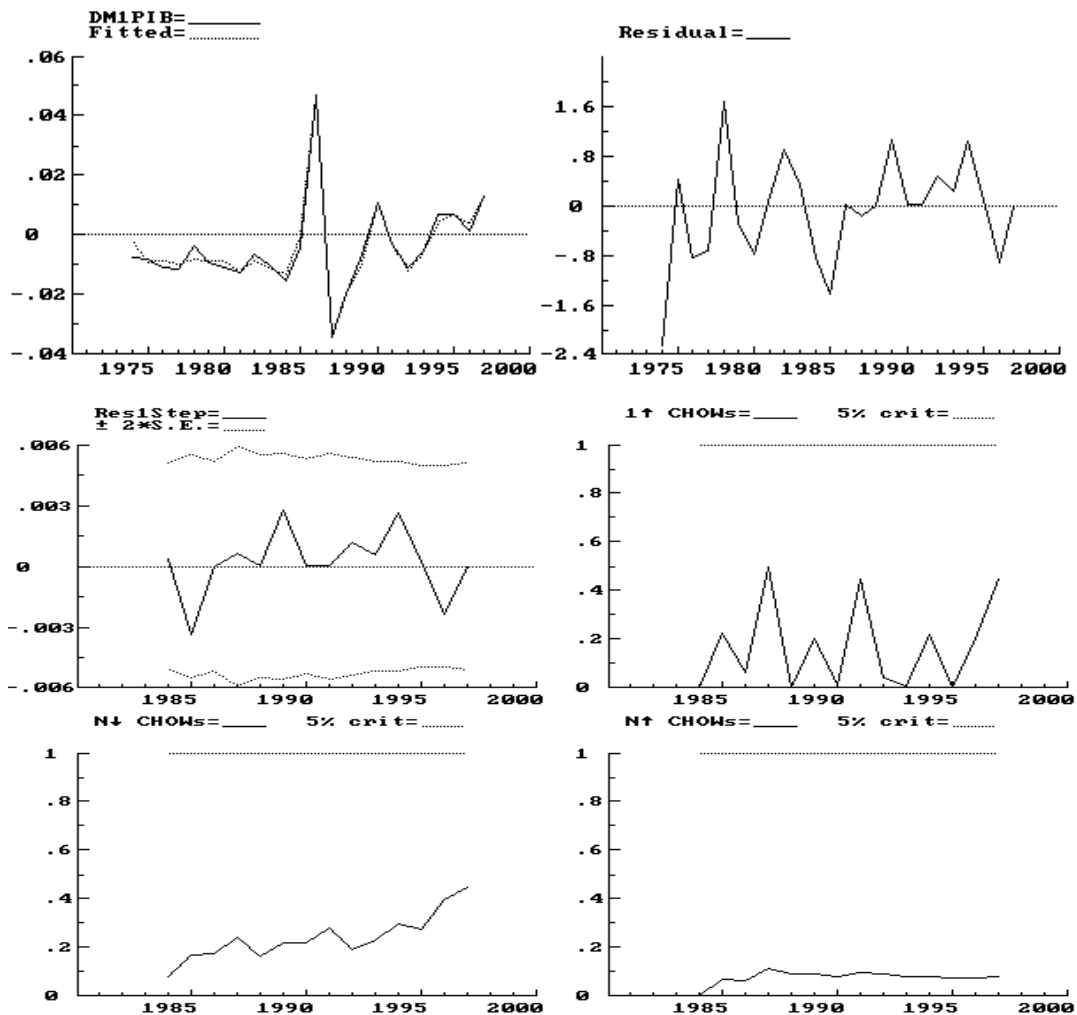 DM1PIB=
Fitted=
.06
.04
.02
0
-.02
-.04
1975 1980 1985 1990 1995 2000
Residual=
1.6
.8
0
-.8
-1.6
-2.4
1975 1980 1985 1990 1995 2000
Res1Step=
± 2*S.E.=
.006
.003
0
-.003
-.006
1985 1990 1995 2000
1↑ CHOWs= 5% crit=
1
.8
.6
.4
.2
0
1985 1990 1995 2000
N↓ CHOWs= 5% crit=
1
.8
.6
.4
.2
0
1985 1990 1995 2000
N↑ CHOWs= 5% crit=
1
.8
.6
.4
.2
0
1985 1990 1995 2000